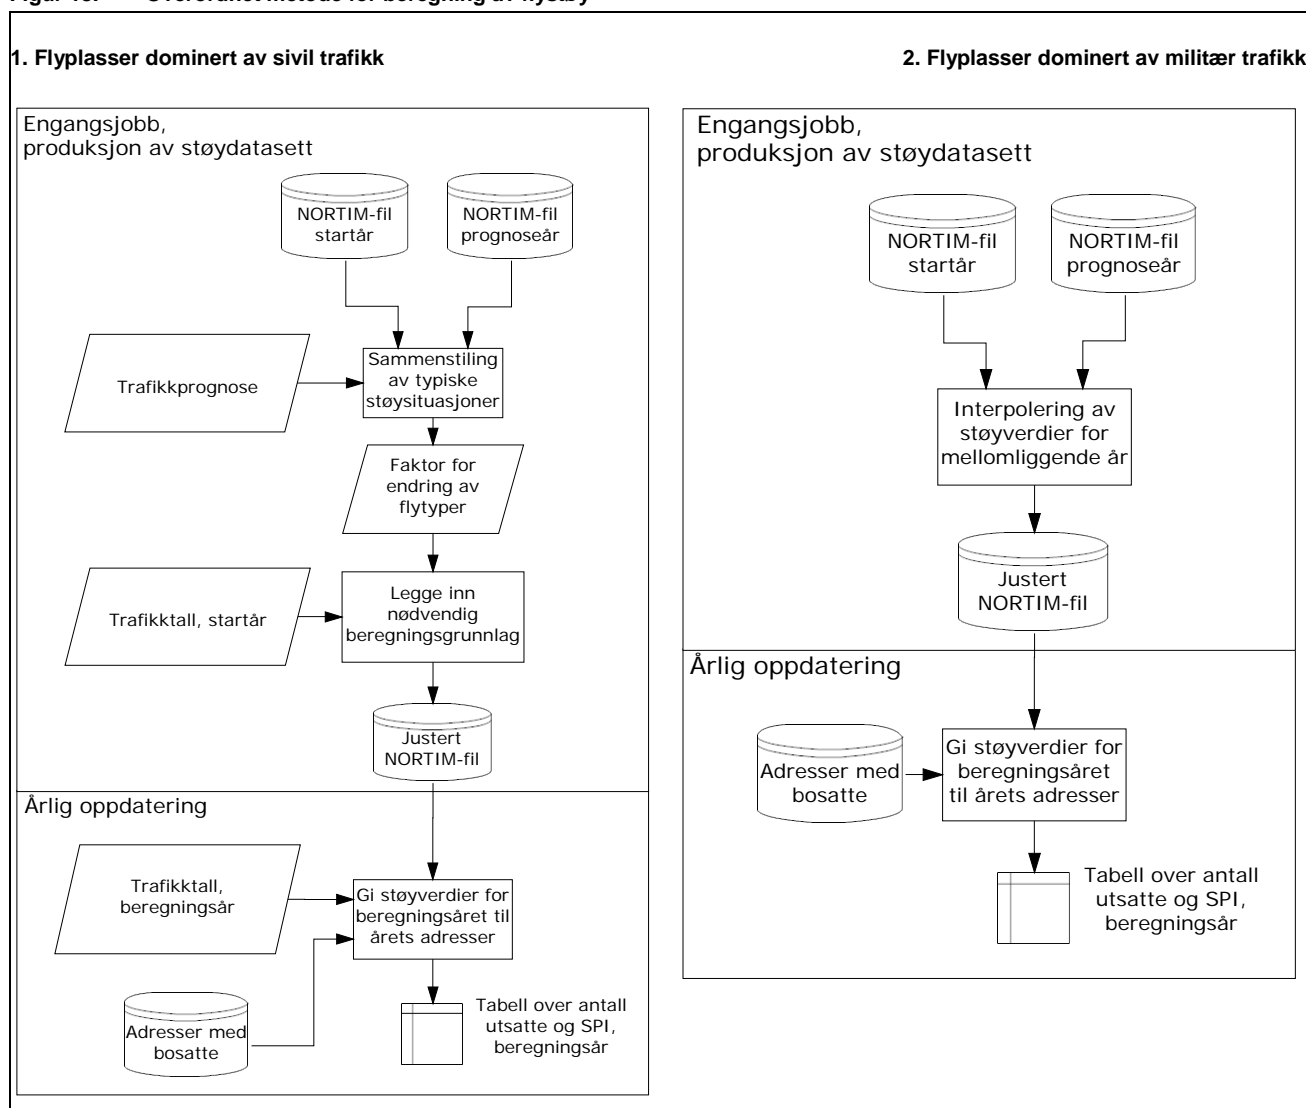 1. Flyplasser dominert av sivil trafikk
2. Flyplasser dominert av militær trafikk
Engangsjobb,
produksjon av støydatasett
NORTIM-fil
startår
NORTIM-fil
prognoseår
Trafikkprognose
Sammenstiling
av typiske
støysituasjoner
Faktor for
endring av
flytyper
Trafikktall, startår
Legge inn
nødvendig
beregningsgrunnlag
Justert
NORTIM-fil
Årlig oppdatering
Trafikktall,
beregningsår
Gi støyverdier for
beregningsåret til
årets adresser
Adresser med
bosatte
Tabell over antall
utsatte og SPI,
beregningsår
Engangsjobb,
produksjon av støydatasett
NORTIM-fil
startår
NORTIM-fil
prognoseår
Interpolering av
støyverdier for
mellomliggende år
Justert
NORTIM-fil
Årlig oppdatering
Adresser med
bosatte
Gi støyverdier for
beregningsåret
til årets adresser
Tabell over antall
utsatte og SPI,
beregningsår